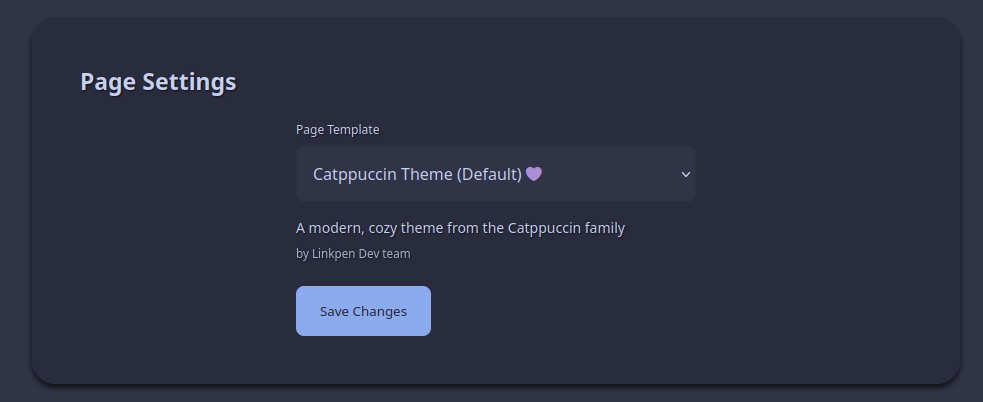 Page Settings
Page Template
Catppuccin Theme (Default) 💜
A modern, cozy theme from the Catppuccin family
by Linkpen Dev team
Save Changes